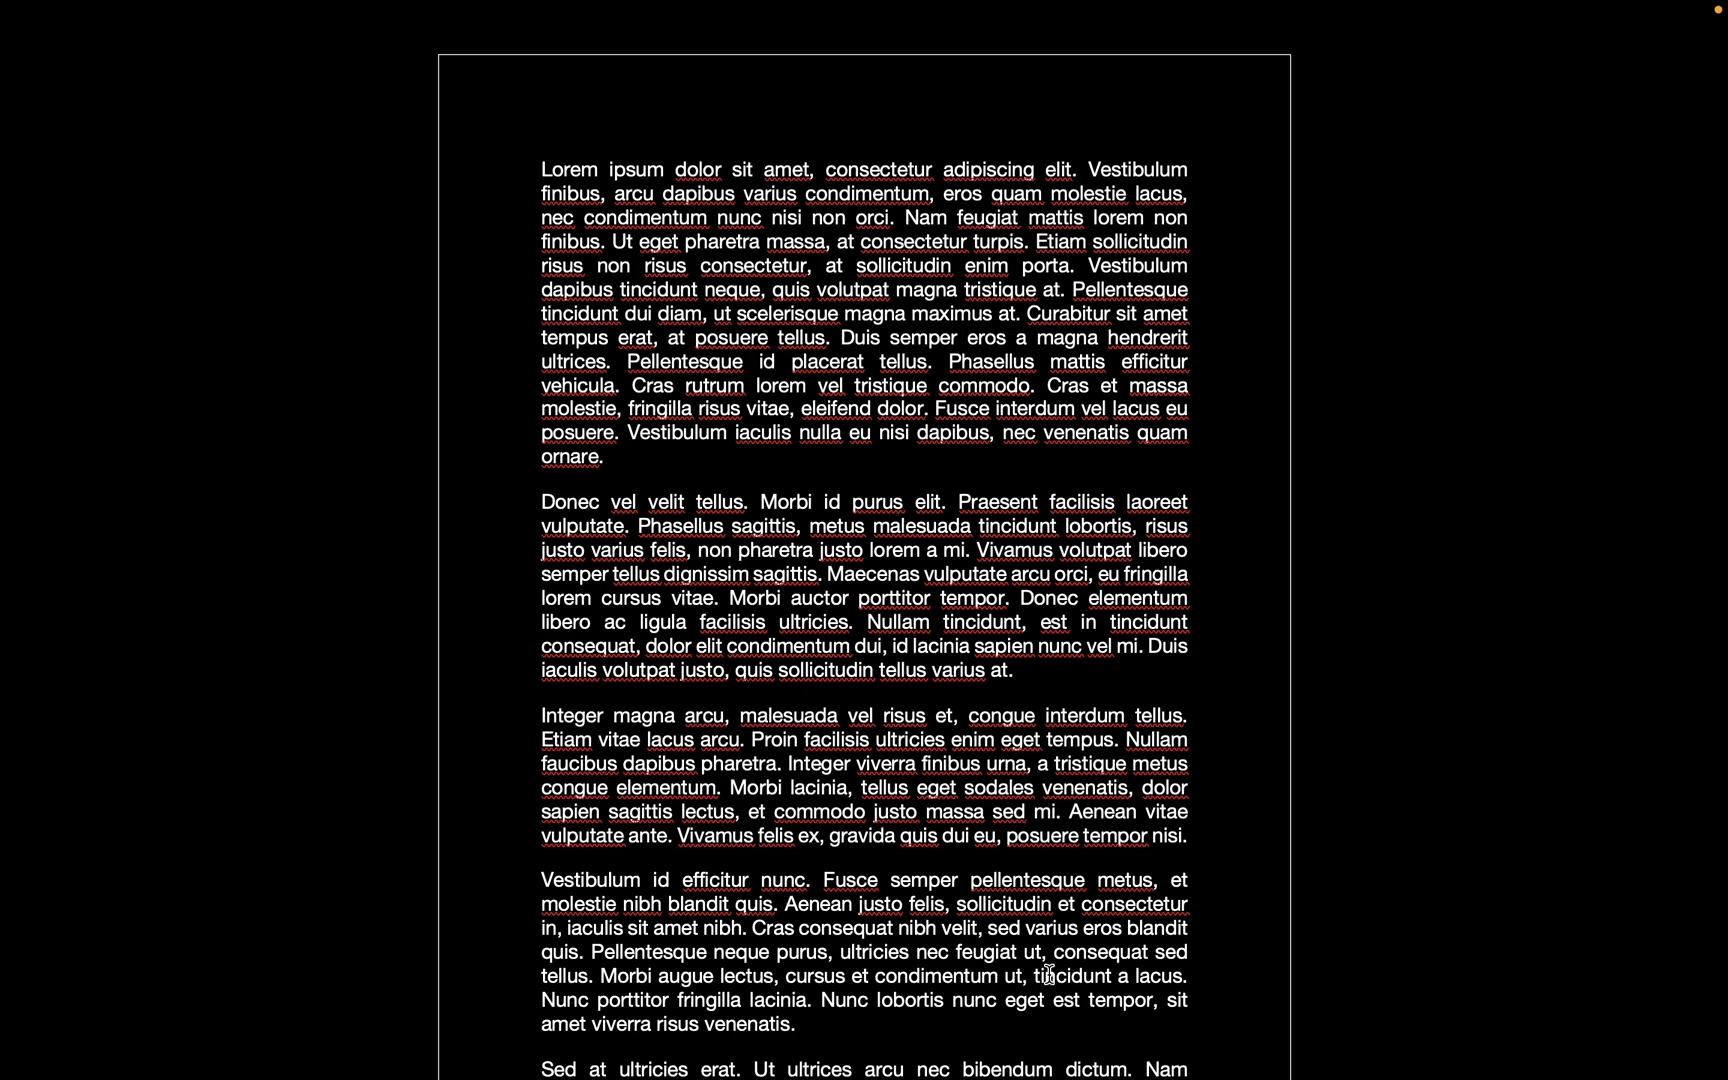 Lorem ipsum dolor sit amet, consectetur adipiscing elit. Vestibulum
finibus, arcu dapibus varius condimentum, eros quam molestie lacus,
nec condimentum nunc nisi non orci. Nam feugiat mattis lorem non
finibus. Ut eget pharetra massa, at consectetur turpis. Etiam sollicitudin
risus non risus consectetur, at sollicitudin enim porta. Vestibulum
dapibus tincidunt neque, quis volutpat magna tristique at. Pellentesque
tincidunt dui diam, ut scelerisque magna maximus at. Curabitur sit amet
tempus erat, at posuere tellus. Duis semper eros a magna hendrerit
ultrices. Pellentesque id placerat tellus. Phasellus mattis efficitur
vehicula. Cras rutrum lorem vel tristique commodo. Cras et massa
molestie, fringilla risus vitae, eleifend dolor. Fusce interdum vel lacus eu
posuere. Vestibulum iaculis nulla eu nisi dapibus, nec venenatis quam
ornare.
Donec vel velit tellus. Morbi id purus elit. Praesent facilisis laoreet
vulputate. Phasellus sagittis, metus malesuada tincidunt lobortis, risus
justo varius felis, non pharetra justo lorem a mi. Vivamus volutpat libero
semper tellus dignissim sagittis. Maecenas vulputate arcu orci, eu fringilla
lorem cursus vitae. Morbi auctor porttitor tempor. Donec elementum
libero ac ligula facilisis ultricies. Nullam tincidunt, est in tincidunt
consequat, dolor elit condimentum dui, id lacinia sapien nunc vel mi. Duis
iaculis volutpat justo, quis sollicitudin tellus varius at.
Integer magna arcu, malesuada vel risus et, congue interdum tellus.
Etiam vitae lacus arcu. Proin facilisis ultricies enim eget tempus. Nullam
faucibus dapibus pharetra. Integer viverra finibus urna, a tristique metus
congue elementum. Morbi lacinia, tellus eget sodales venenatis, dolor
sapien sagittis lectus, et commodo justo massa sed mi. Aenean vitae
vulputate ante. Vivamus felis ex, gravida quis dui eu, posuere tempor nisi.
Vestibulum id efficitur nunc. Fusce semper pellentesque metus, et
molestie nibh blandit quis. Aenean justo felis, sollicitudin et consectetur
in, iaculis sit amet nibh. Cras consequat nibh velit, sed varius eros blandit
quis. Pellentesque neque purus, ultricies nec feugiat ut, consequat sed
tellus. Morbi augue lectus, cursus et condimentum ut, tincidunt a lacus.
Nunc porttitor fringilla lacinia. Nunc lobortis nunc eget est tempor, sit
amet viverra risus venenatis.
Sed at ultricies erat. Ut ultrices arcu nec bibendum dictum. Nam